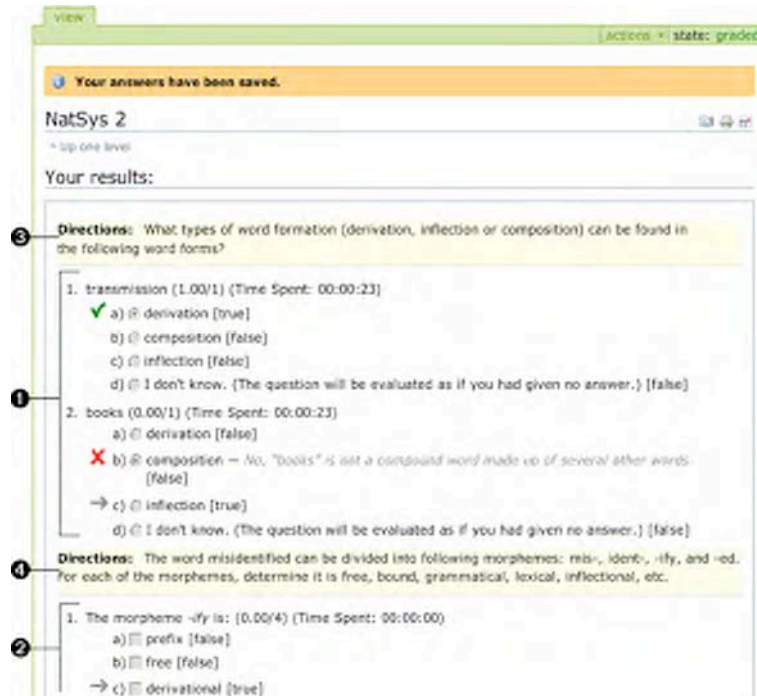 view
actions state: graded
Your answers have been saved.
NatSys 2
Up one level
Your results:
3 Directions: What types of word formation (derivation, inflection or composition) can be found in
the following word forms?
1. transmission (1.00/1) (Time Spent: 00:00:23)
a) derivation [true]
b) composition [false]
c) inflection [false]
d) I don't know. (The question will be evaluated as if you had given no answer.) [false]
1
2. books (0.00/1) (Time Spent: 00:00:23)
a) derivation [false]
b) composition — No, "books" is not a compound word made up of several other words.
[false]
c) inflection [true]
d) I don't know. (The question will be evaluated as if you had given no answer.) [false]
Directions: The word misidentified can be divided into following morphemes: mis-, ident-, -ify, and -ed.
4 For each of the morphemes, determine it is free, bound, grammatical, lexical, inflectional, etc.
1. The morpheme -ify is: (0.00/4) (Time Spent: 00:00:00)
2 a) prefix [false]
b) free [false]
c) derivational [true]